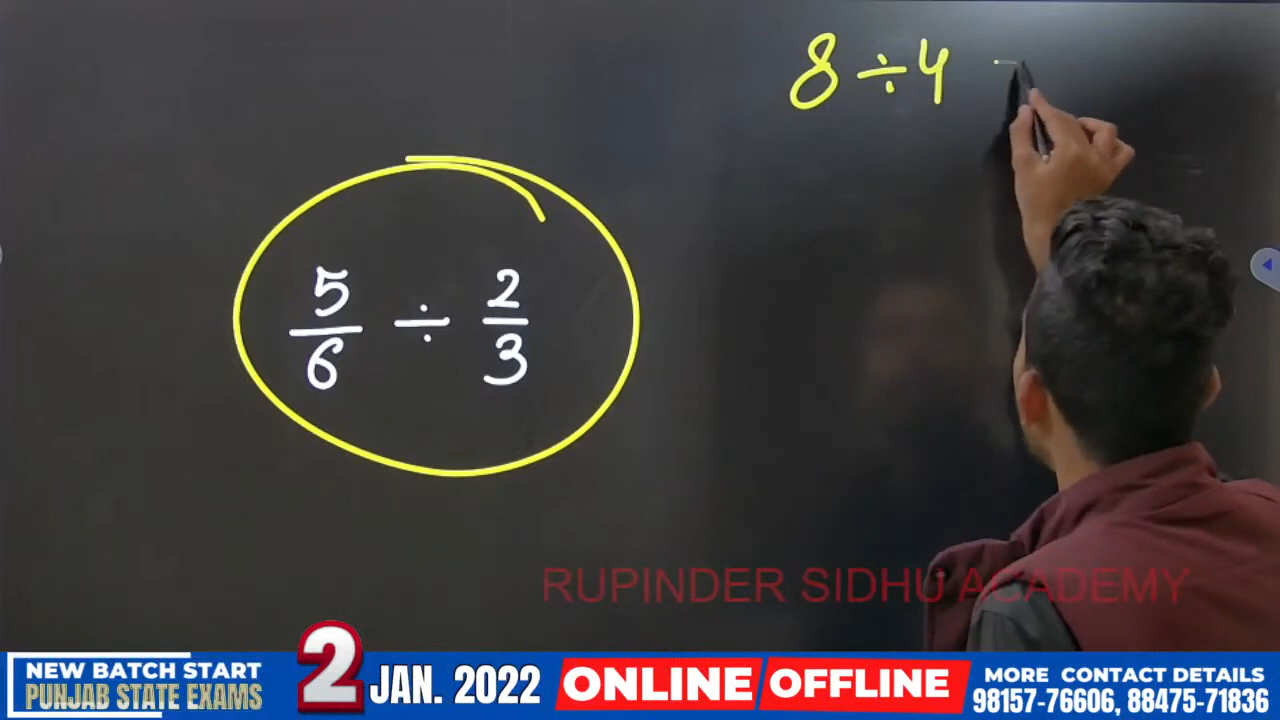 8 ÷ 4 -
5/6 ÷ 2/3
RUPINDER SIDHU ACADEMY
NEW BATCH START
PUNJAB STATE EXAMS
2 JAN. 2022
ONLINE OFFLINE
MORE CONTACT DETAILS
98157-76606, 88475-71836